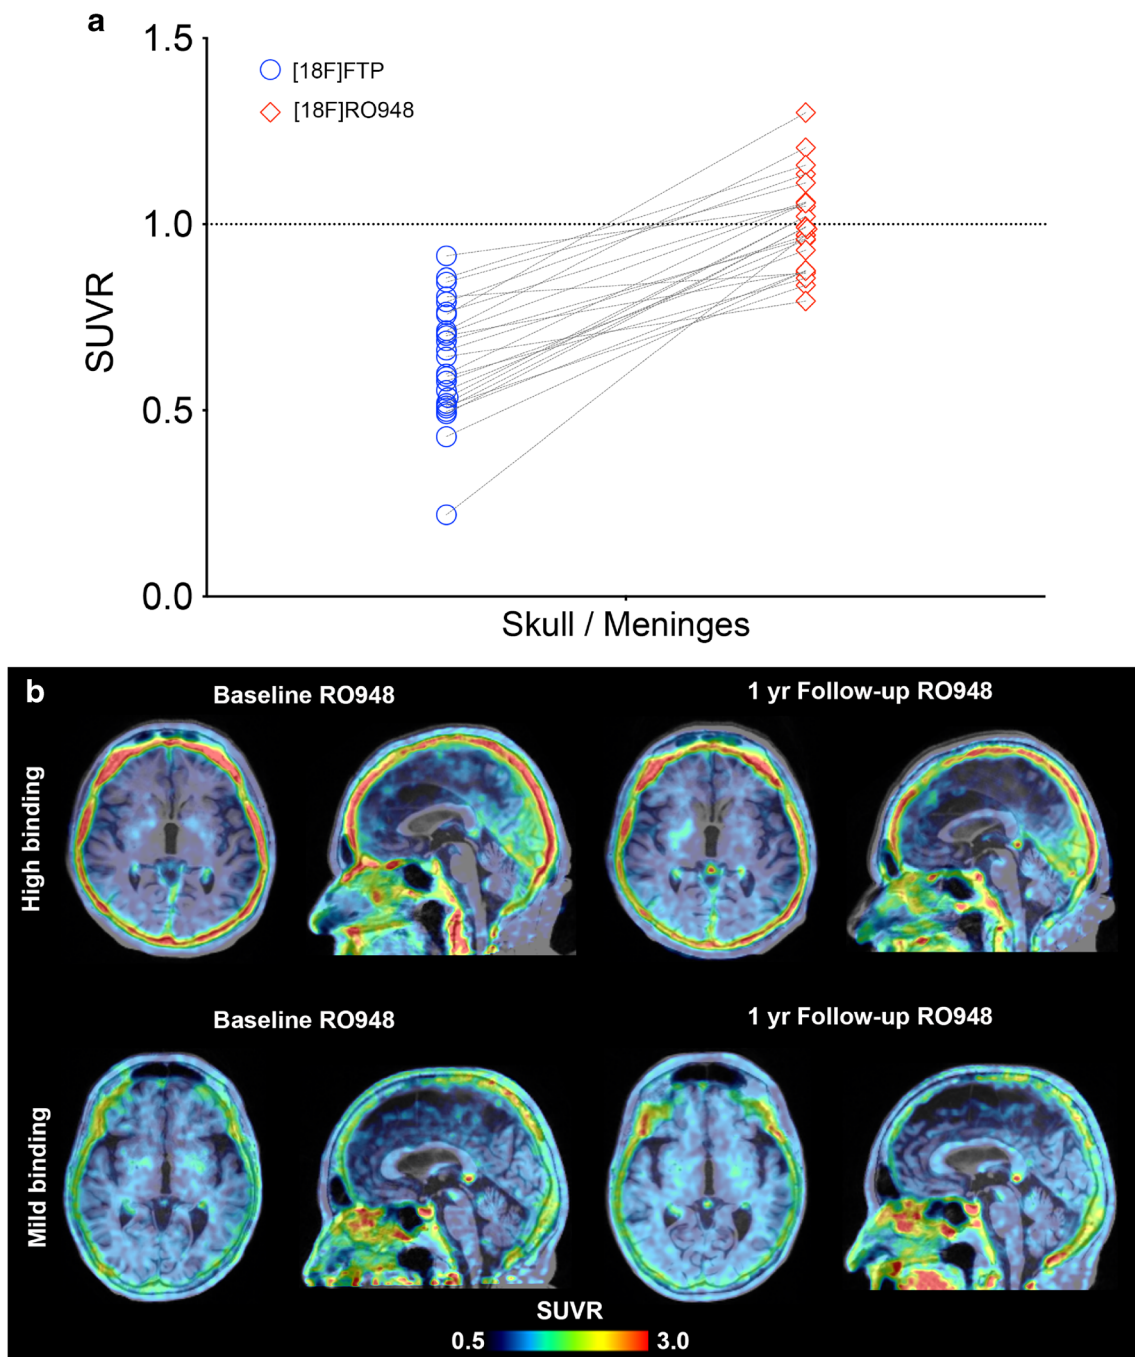 a
1.5
[18F]FTP
[18F]RO948
1.0
SUVR
0.5
0.0
Skull / Meninges
b
Baseline RO948
1 yr Follow-up RO948
High binding
Baseline RO948
1 yr Follow-up RO948
Mild binding
SUVR
0.5
3.0